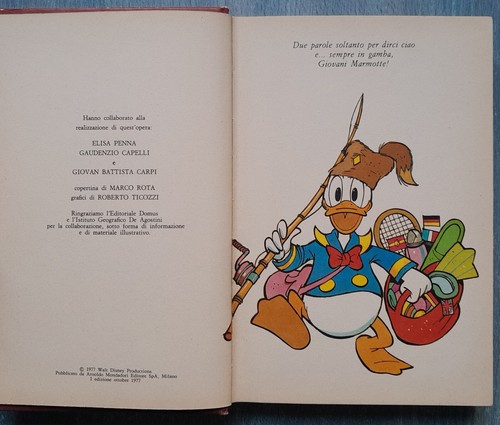 Hanno collaborato alla
realizzazione di quest'opera:
ELISA PENNA
GAUDENZIO CAPELLI
e
GIOVAN BATTISTA CARPI
copertina di MARCO ROTA
grafici di ROBERTO TICOZZI
Ringraziamo l'Editoriale Domus
e l'Istituto Geografico De Agostini
per la collaborazione, sotto forma di informazione
e di materiale illustrativo.
© 1977 Walt Disney Productions
Pubblicato da Arnoldo Mondadori Editore SpA, Milano
I edizione ottobre 1977
Due parole soltanto per dirci ciao
e... sempre in gamba,
Giovani Marmotte!